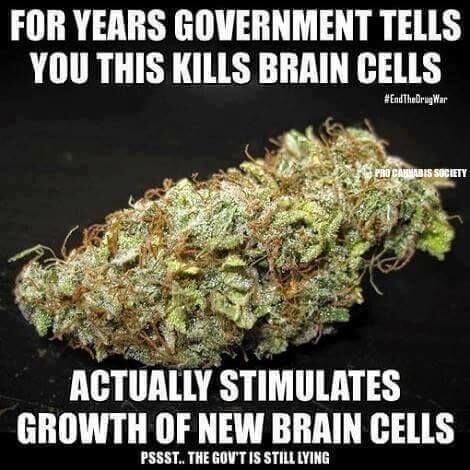 FOR YEARS GOVERNMENT TELLS
YOU THIS KILLS BRAIN CELLS
#EndTheDrugWar
PRO CANNABIS SOCIETY
ACTUALLY STIMULATES
GROWTH OF NEW BRAIN CELLS
PSSST.. THE GOV'T IS STILL LYING